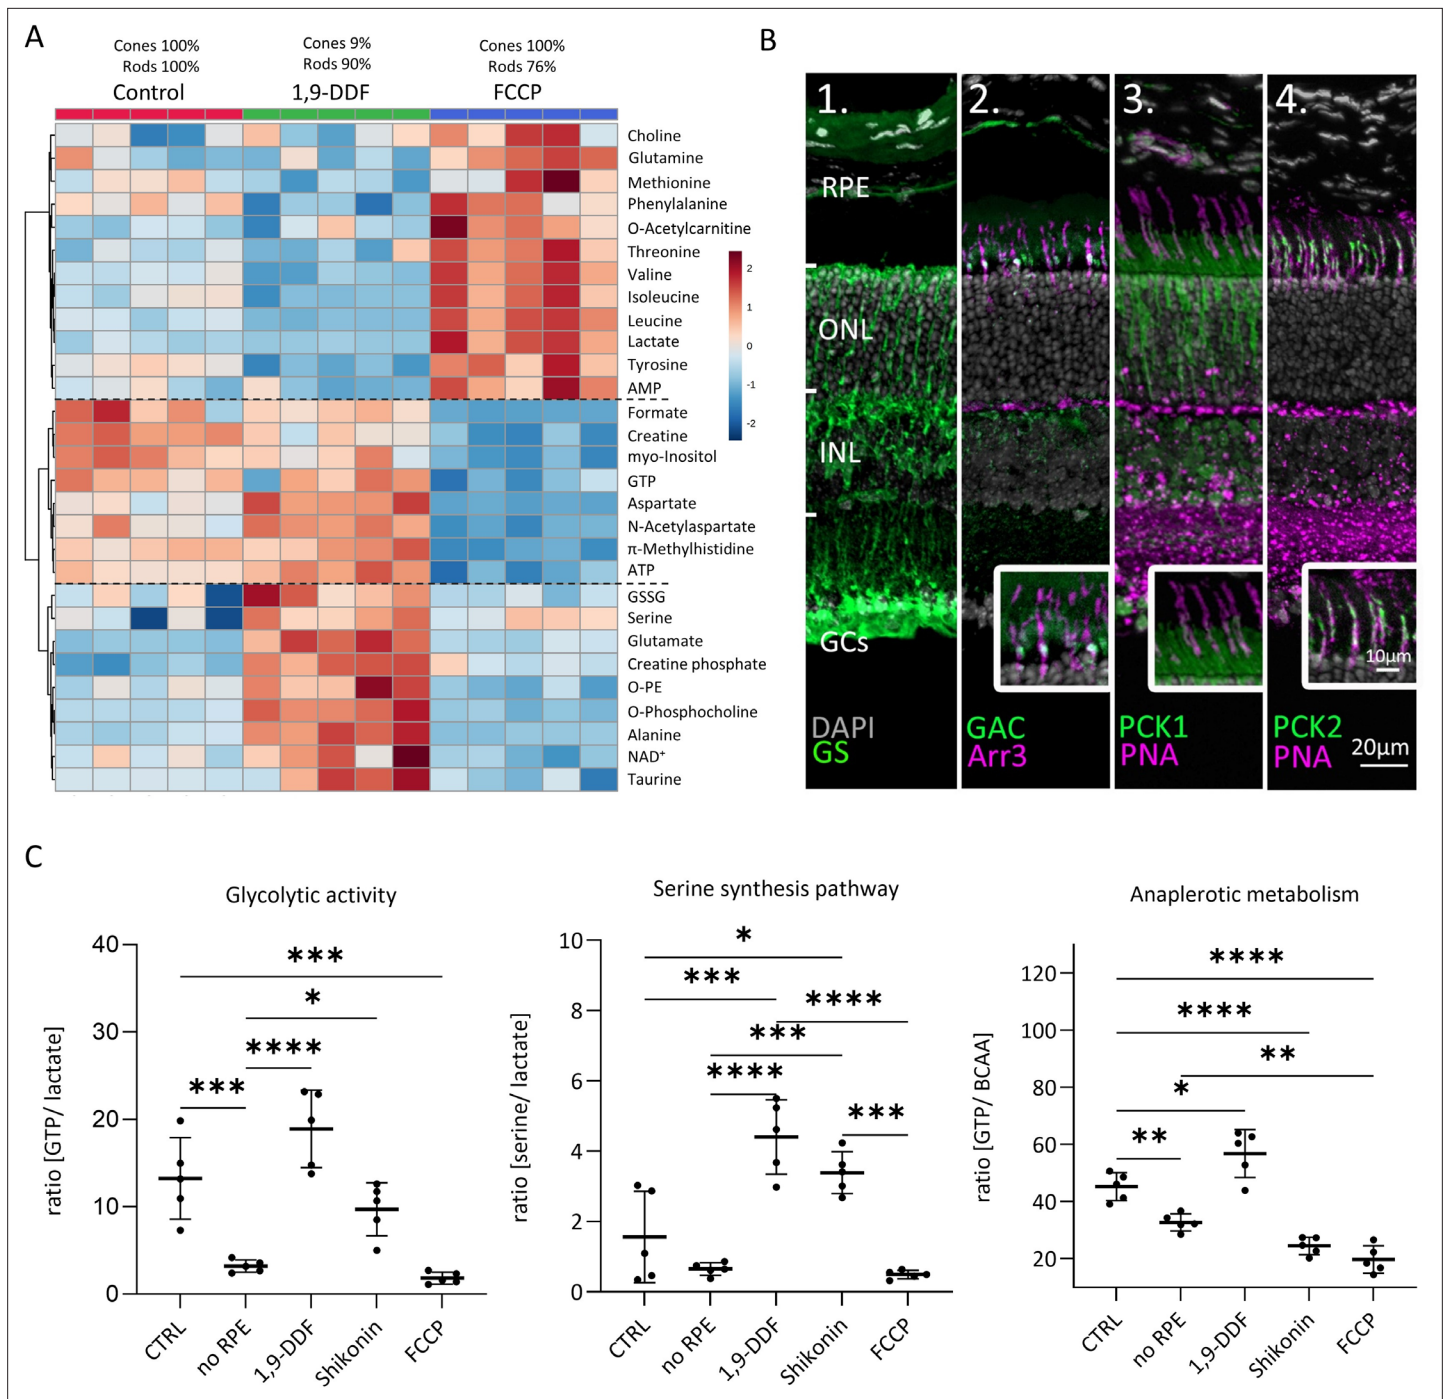 A
Cones 100%
Rods 100%
Control
Cones 9%
Rods 90%
1,9-DDF
Cones 100%
Rods 76%
FCCP
Choline
Glutamine
Methionine
Phenylalanine
O-Acetylcarnitine
Threonine
Valine
Isoleucine
Leucine
Lactate
Tyrosine
AMP
Formate
Creatine
myo-Inositol
GTP
Aspartate
N-Acetylaspartate
π-Methylhistidine
ATP
GSSG
Serine
Glutamate
Creatine phosphate
O-PE
O-Phosphocholine
Alanine
NAD⁺
Taurine
2
1
0
-1
-2
B
1.
2.
3.
4.
RPE
ONL
INL
GCs
DAPI
GS
GAC
Arr3
PCK1
PNA
PCK2
PNA
10µm
20µm
C
Glycolytic activity
ratio [GTP/ lactate]
40
30
20
10
0
***
*
****
***
CTRL
no RPE
1,9-DDF
Shikonin
FCCP
Serine synthesis pathway
ratio [serine/ lactate]
10
8
6
4
2
0
*
***
****
***
****
***
CTRL
no RPE
1,9-DDF
Shikonin
FCCP
Anaplerotic metabolism
ratio [GTP/ BCAA]
120
100
80
60
40
20
****
****
**
*
**
CTRL
no RPE
1,9-DDF
Shikonin
FCCP